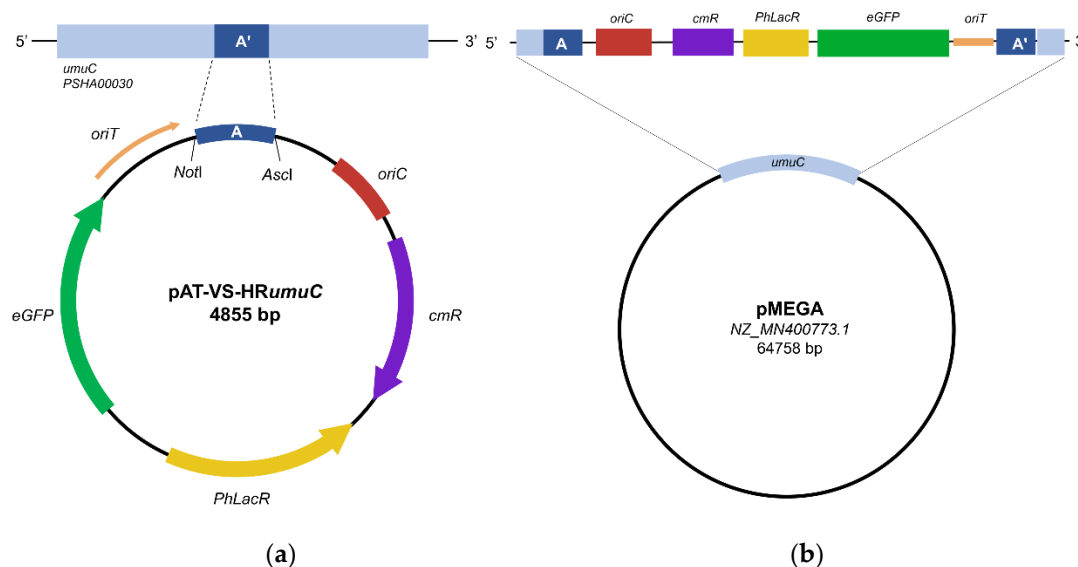 5’ A' 3’
umuC
PSHA00030
oriT
A
NotI AscI
oriC
pAT-VS-HRumuC
4855 bp
eGFP
cmR
PhLacR
(a)
oriC cmR PhLacR eGFP oriT
5’ A A' 3’
umuC
pMEGA
NZ_MN400773.1
64758 bp
(b)